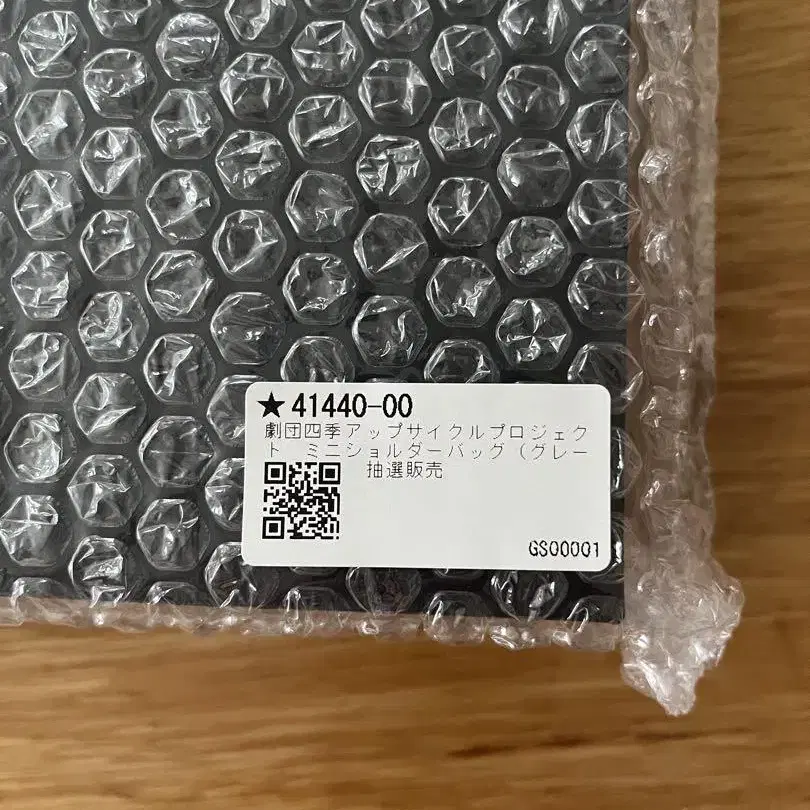 ★41440-00
劇団四季アップサイクルプロジェク
ト ミニショルダーバッグ（グレー
抽選販売
GS00001